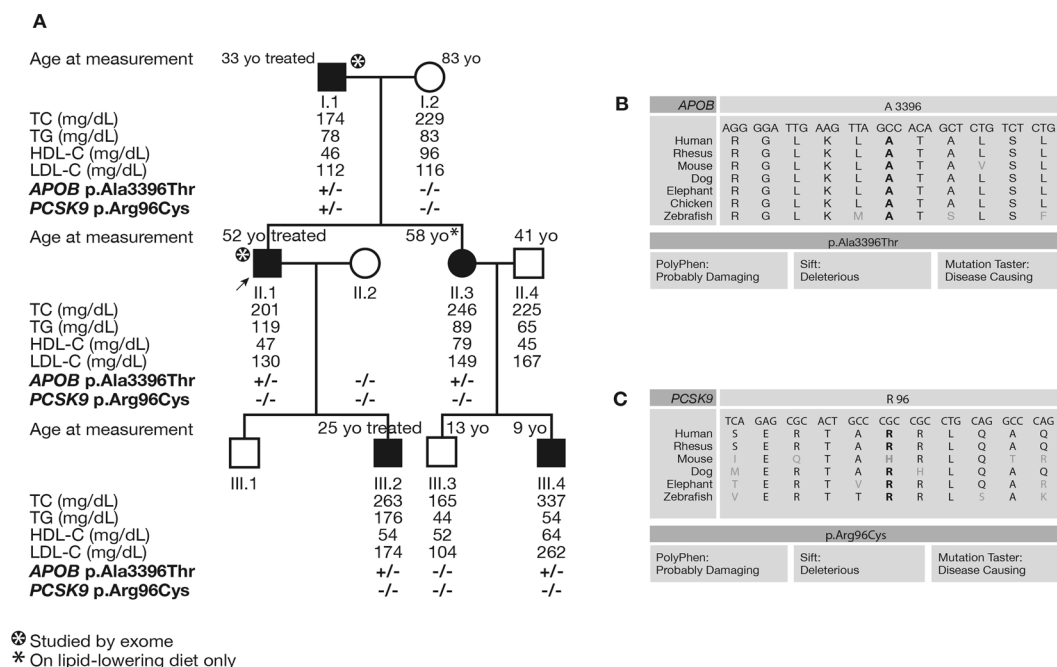 A
Age at measurement 33 yo treated 83 yo
I.1 I.2
TC (mg/dL) 174 229
TG (mg/dL) 78 83
HDL-C (mg/dL) 46 96
LDL-C (mg/dL) 112 116
APOB p.Ala3396Thr +/- -/-
PCSK9 p.Arg96Cys +/- -/-
Age at measurement 52 yo treated 58 yo* 41 yo
II.1 II.2 II.3 II.4
TC (mg/dL) 201 246 225
TG (mg/dL) 119 89 65
HDL-C (mg/dL) 47 79 45
LDL-C (mg/dL) 130 149 167
APOB p.Ala3396Thr +/- -/- +/-
PCSK9 p.Arg96Cys -/- -/- -/-
Age at measurement 25 yo treated 13 yo 9 yo
III.1 III.2 III.3 III.4
TC (mg/dL) 263 165 337
TG (mg/dL) 176 44 54
HDL-C (mg/dL) 54 52 64
LDL-C (mg/dL) 174 104 262
APOB p.Ala3396Thr +/- -/- +/-
PCSK9 p.Arg96Cys -/- -/- -/-
Studied by exome
* On lipid-lowering diet only
B
APOB A 3396
AGG GGA TTG AAG TTA GCC ACA GCT CTG TCT CTG
Human R G L K L A T A L S L
Rhesus R G L K L A T A L S L
Mouse R G L K L A T A V S L
Dog R G L K L A T A L S L
Elephant R G L K L A T A L S L
Chicken R G L K L A T A L S L
Zebrafish R G L K M A T S L S F
p.Ala3396Thr
PolyPhen: Sift: Mutation Taster:
Probably Damaging Deleterious Disease Causing
C
PCSK9 R 96
TCA GAG CGC ACT GCC CGC CGC CTG CAG GCC CAG
Human S E R T A R R L Q A Q
Rhesus S E R T A R R L Q A Q
Mouse I E Q T A H R L Q T R
Dog M E R T A R H L Q A Q
Elephant T E R T V R R L Q A R
Zebrafish V E R T T R R L S A K
p.Arg96Cys
PolyPhen: Sift: Mutation Taster:
Probably Damaging Deleterious Disease Causing